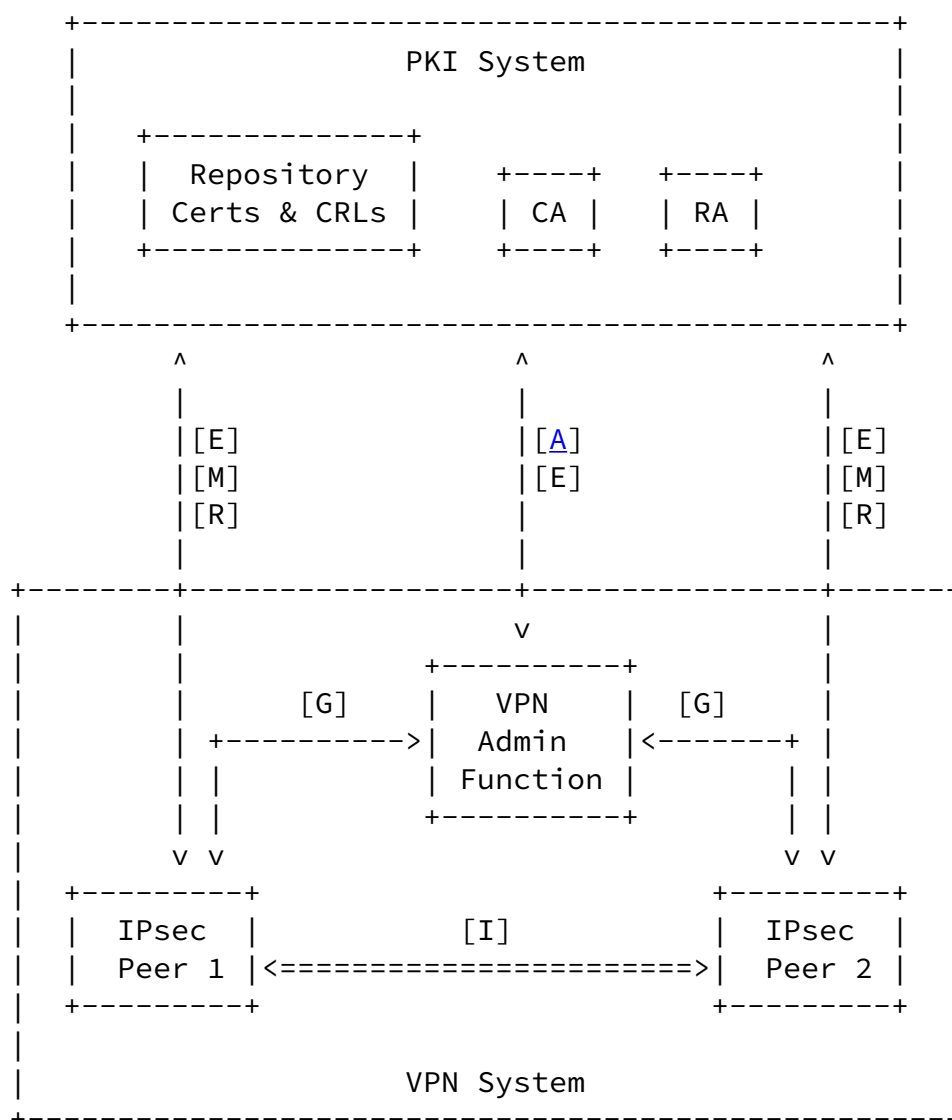 PKI System
Repository
Certs & CRLs
CA
RA
[E] [A] [E]
[M] [E] [M]
[R] [R]
[G] VPN [G]
Admin
Function
IPsec [I] IPsec
Peer 1 Peer 2
VPN System